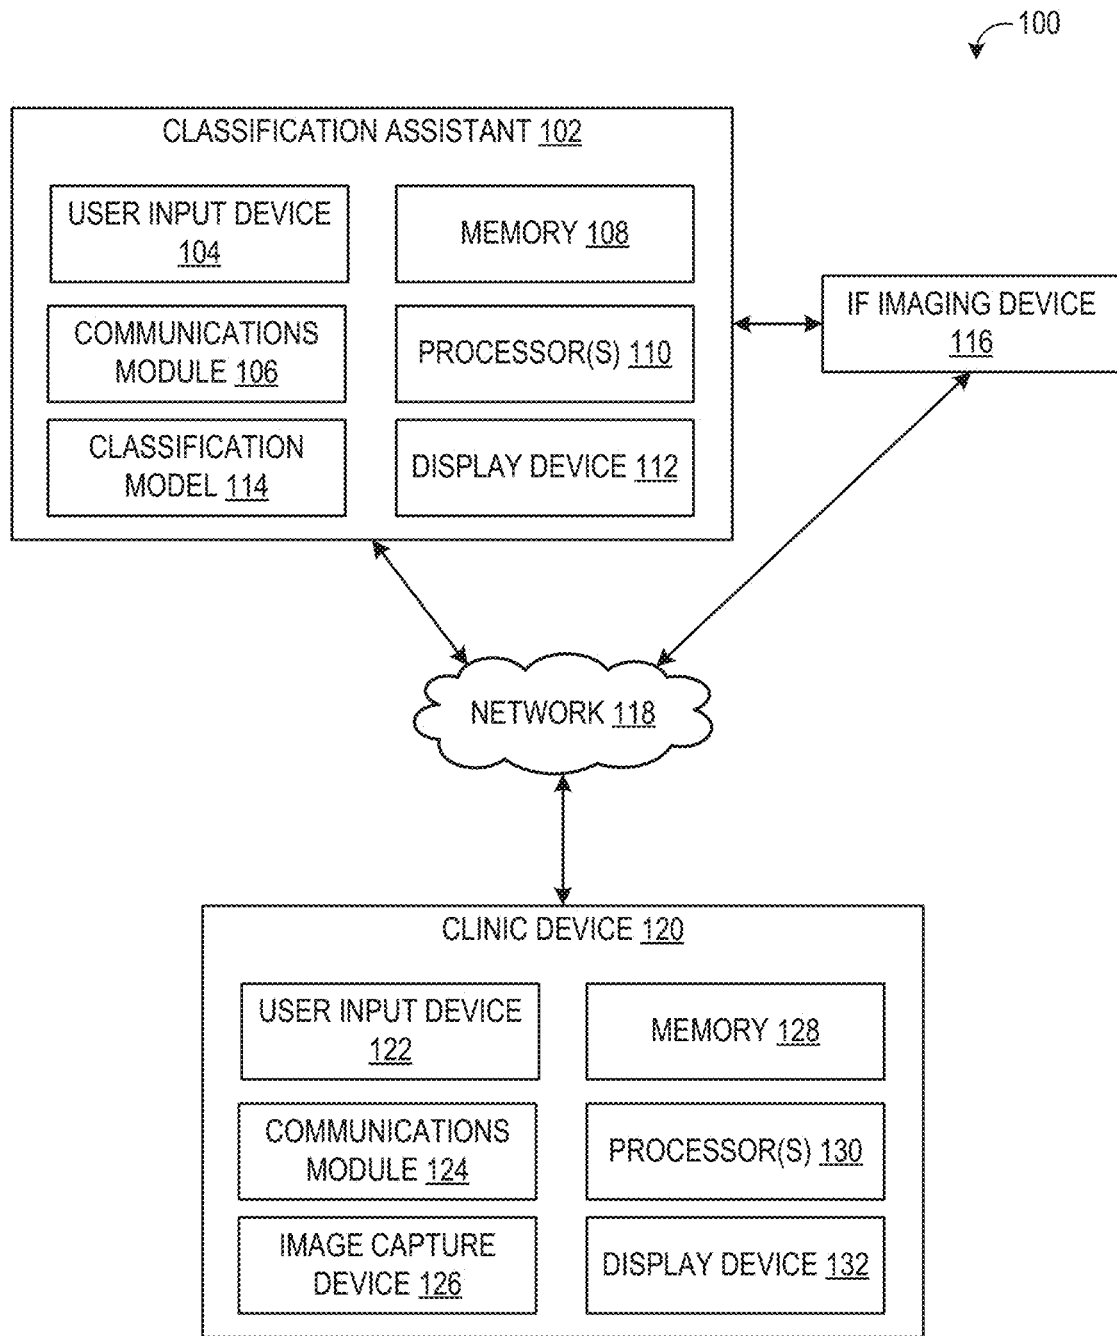 100
CLASSIFICATION ASSISTANT 102
USER INPUT DEVICE
104
MEMORY 108
COMMUNICATIONS
MODULE 106
PROCESSOR(S) 110
CLASSIFICATION
MODEL 114
DISPLAY DEVICE 112
IF IMAGING DEVICE
116
NETWORK 118
CLINIC DEVICE 120
USER INPUT DEVICE
122
MEMORY 128
COMMUNICATIONS
MODULE 124
PROCESSOR(S) 130
IMAGE CAPTURE
DEVICE 126
DISPLAY DEVICE 132